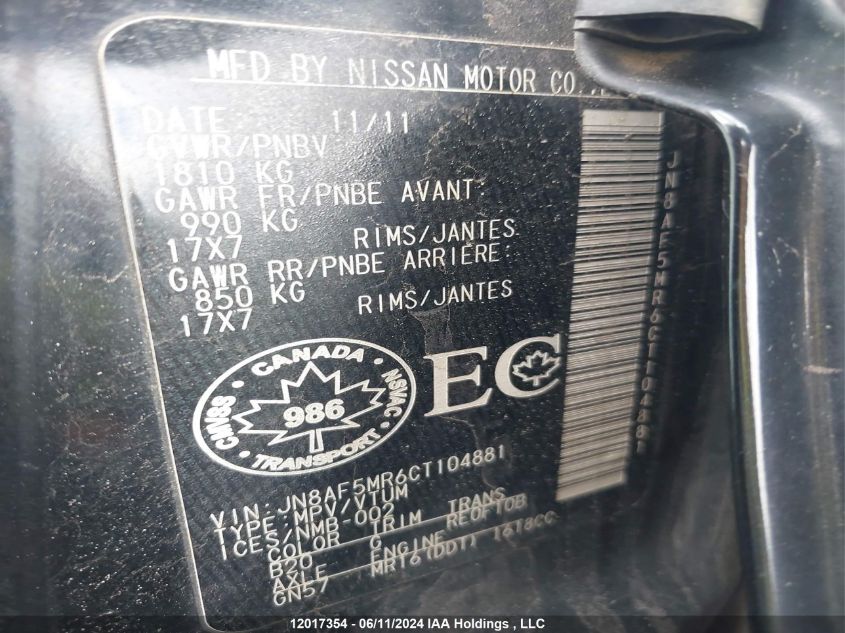 MFD BY NISSAN MOTOR CO.,
DATE 11/11
GVWR/PNBV
1810 KG
GAWR FR/PNBE AVANT:
990 KG
17X7 RIMS/JANTES
GAWR RR/PNBE ARRIERE:
850 KG
17X7 RIMS/JANTES
CANADA
CMVSS NSVAC
986
TRANSPORT
EC
VIN:JN8AF5MR6CT104881
TYPE:MPV/VTUM
ICES/NMB-002
COLOR TRIM TRANS
B20 G RE0F10B
AXLE ENGINE
GN57 MR16(DDT) 1618CC
JN8AF5MR6CT104881
12017354 - 06/11/2024 IAA Holdings , LLC